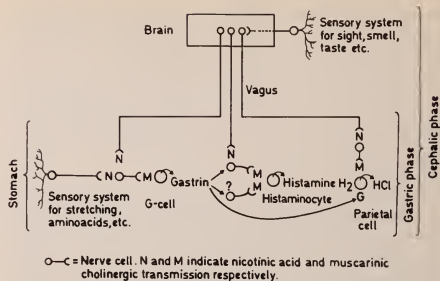 Brain
Sensory system
for sight, smell,
taste etc.
Vagus
N
N
N
M
N
M
Gastrin
G-cell
?
M
M
Histamine
Histaminocyte
H2
HCl
G
Parietal
cell
Sensory system
for stretching,
aminoacids, etc.
Stomach
Gastric phase
Cephalic phase
= Nerve cell. N and M indicate nicotinic acid and muscarinic
cholinergic transmission respectively.